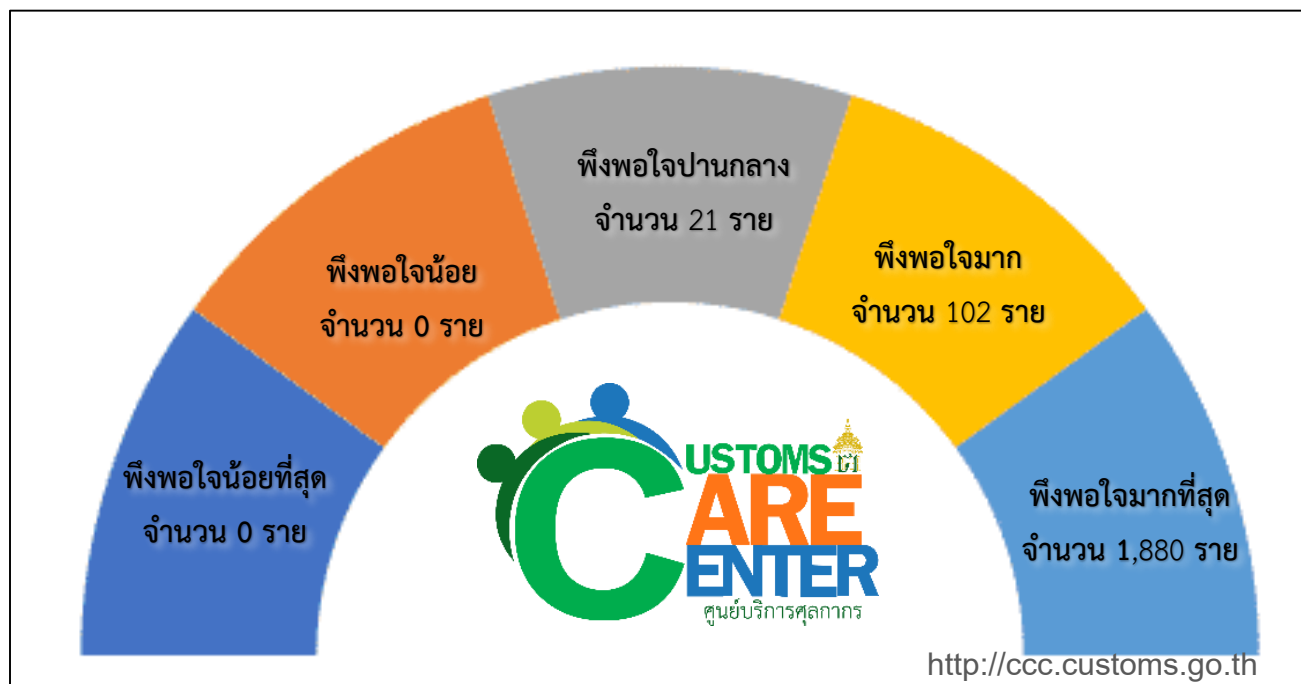 พึงพอใจปานกลาง
จำนวน 21 ราย
พึงพอใจน้อย
จำนวน 0 ราย
พึงพอใจมาก
จำนวน 102 ราย
พึงพอใจน้อยที่สุด
จำนวน 0 ราย
พึงพอใจมากที่สุด
จำนวน 1,880 ราย
CUSTOMS
CARE
CENTER
ศูนย์บริการศุลกากร
http://ccc.customs.go.th